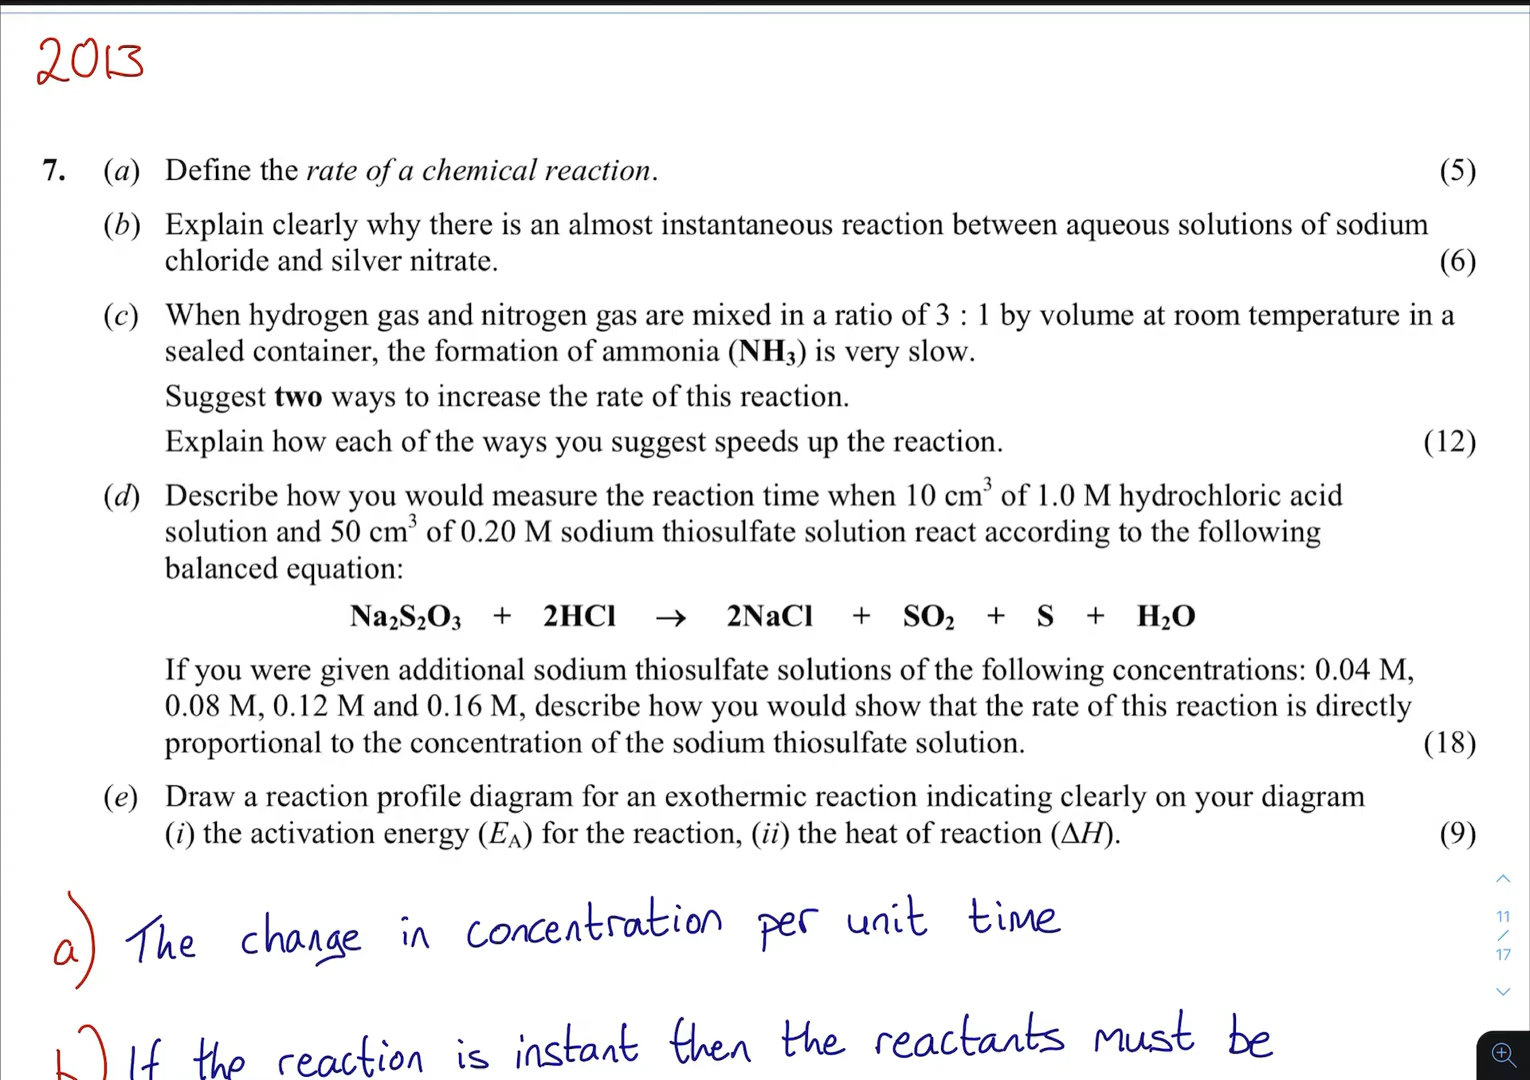 2013
7. (a) Define the rate of a chemical reaction. (5)
(b) Explain clearly why there is an almost instantaneous reaction between aqueous solutions of sodium
chloride and silver nitrate. (6)
(c) When hydrogen gas and nitrogen gas are mixed in a ratio of 3 : 1 by volume at room temperature in a
sealed container, the formation of ammonia (NH₃) is very slow.
Suggest two ways to increase the rate of this reaction.
Explain how each of the ways you suggest speeds up the reaction. (12)
(d) Describe how you would measure the reaction time when 10 cm³ of 1.0 M hydrochloric acid
solution and 50 cm³ of 0.20 M sodium thiosulfate solution react according to the following
balanced equation:
Na₂S₂O₃ + 2HCl → 2NaCl + SO₂ + S + H₂O
If you were given additional sodium thiosulfate solutions of the following concentrations: 0.04 M,
0.08 M, 0.12 M and 0.16 M, describe how you would show that the rate of this reaction is directly
proportional to the concentration of the sodium thiosulfate solution. (18)
(e) Draw a reaction profile diagram for an exothermic reaction indicating clearly on your diagram
(i) the activation energy (E_A) for the reaction, (ii) the heat of reaction (ΔH). (9)
a) The change in concentration per unit time
b) If the reaction is instant then the reactants must be
11
/
17